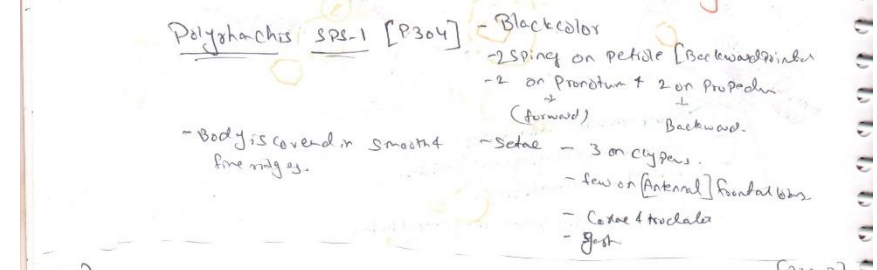 Polyrhachis SPS-1 [P304] - Black color
- 2 Spines on petiole [Backward pointed
- 2 on Pronotum & 2 on Propodeum
(forward) Backward.
- Body is covered in smooth & - Setae - 3 on clypeus.
fine ridges. - few on [Antennal] frontal lobes
- Coxae & trochanter
- gast